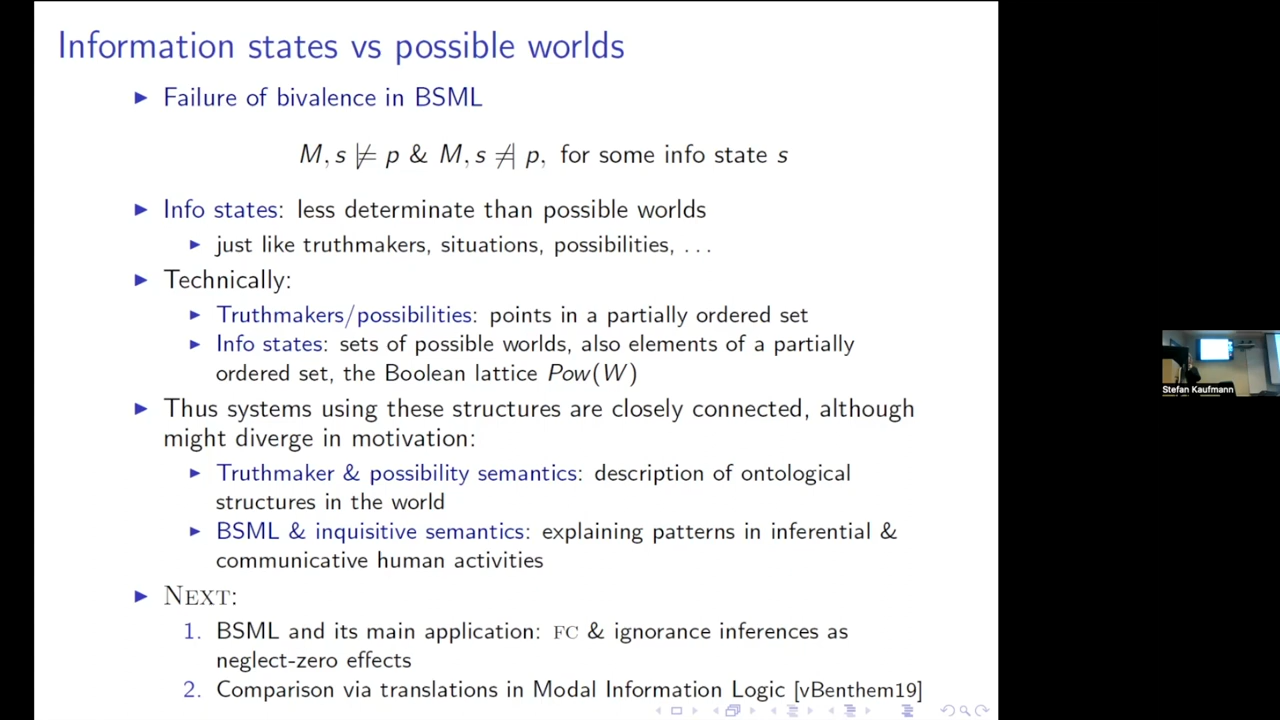 Information states vs possible worlds
▶ Failure of bivalence in BSML
M, s ⊭ p & M, s ⫤̸ p, for some info state s
▶ Info states: less determinate than possible worlds
▶ just like truthmakers, situations, possibilities, . . .
▶ Technically:
▶ Truthmakers/possibilities: points in a partially ordered set
▶ Info states: sets of possible worlds, also elements of a partially
ordered set, the Boolean lattice Pow(W)
▶ Thus systems using these structures are closely connected, although
might diverge in motivation:
▶ Truthmaker & possibility semantics: description of ontological
structures in the world
▶ BSML & inquisitive semantics: explaining patterns in inferential &
communicative human activities
▶ NEXT:
1. BSML and its main application: FC & ignorance inferences as
neglect-zero effects
2. Comparison via translations in Modal Information Logic [vBenthem19]
Stefan Kaufmann